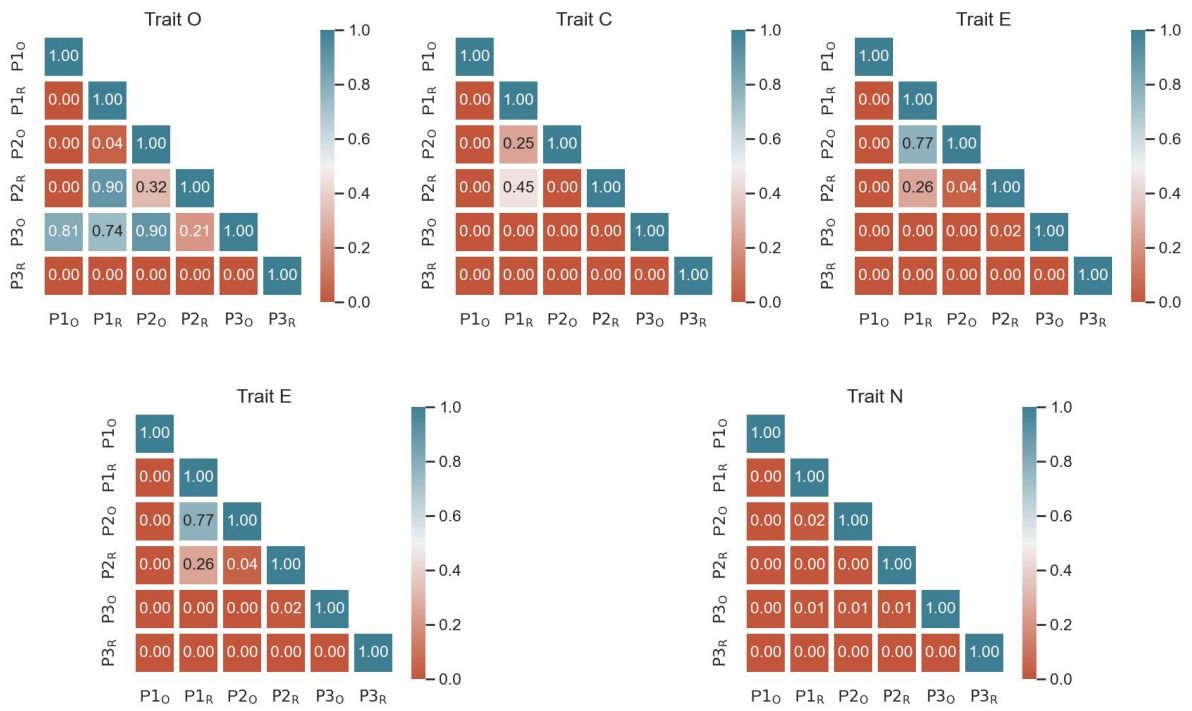 Trait O
P1O 1.00 1.0
P1R 0.00 1.00 0.8
P2O 0.00 0.04 1.00 0.6
P2R 0.00 0.90 0.32 1.00 0.4
P3O 0.81 0.74 0.90 0.21 1.00 0.2
P3R 0.00 0.00 0.00 0.00 1.00 0.0
P1O P1R P2O P2R P3O P3R
Trait C
P1O 1.00 1.0
P1R 0.00 1.00 0.8
P2O 0.00 0.25 1.00 0.6
P2R 0.00 0.45 0.00 1.00 0.4
P3O 0.00 0.00 0.00 0.00 1.00 0.2
P3R 0.00 0.00 0.00 0.00 0.00 1.00 0.0
P1O P1R P2O P2R P3O P3R
Trait E
P1O 1.00 1.0
P1R 0.00 1.00 0.8
P2O 0.00 0.77 1.00 0.6
P2R 0.00 0.26 0.04 1.00 0.4
P3O 0.00 0.00 0.00 0.02 1.00 0.2
P3R 0.00 0.00 0.00 0.00 0.00 1.00 0.0
P1O P1R P2O P2R P3O P3R
Trait E
P1O 1.00 1.0
P1R 0.00 1.00 0.8
P2O 0.00 0.77 1.00 0.6
P2R 0.00 0.26 0.04 1.00 0.4
P3O 0.00 0.00 0.00 0.02 1.00 0.2
P3R 0.00 0.00 0.00 0.00 0.00 1.00 0.0
P1O P1R P2O P2R P3O P3R
Trait N
P1O 1.00 1.0
P1R 0.00 1.00 0.8
P2O 0.00 0.02 1.00 0.6
P2R 0.00 0.00 0.00 1.00 0.4
P3O 0.00 0.01 0.01 0.01 1.00 0.2
P3R 0.00 0.00 0.00 0.00 0.00 1.00 0.0
P1O P1R P2O P2R P3O P3R